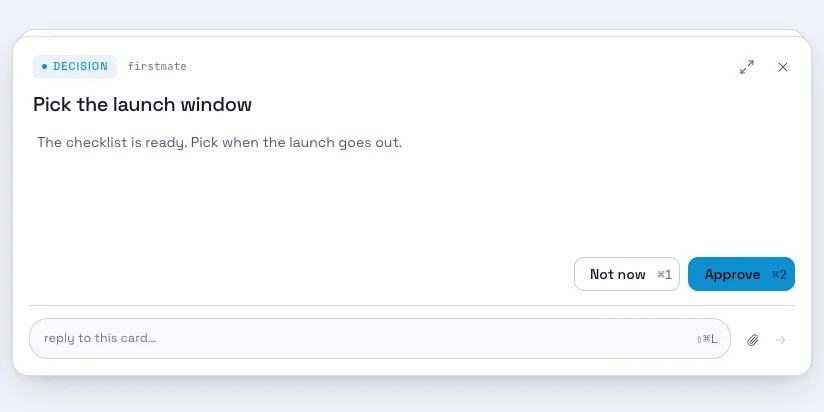 DECISION firstmate
Pick the launch window
The checklist is ready. Pick when the launch goes out.
Not now ⌘1 Approve ⌘2
reply to this card... ⇧⌘L